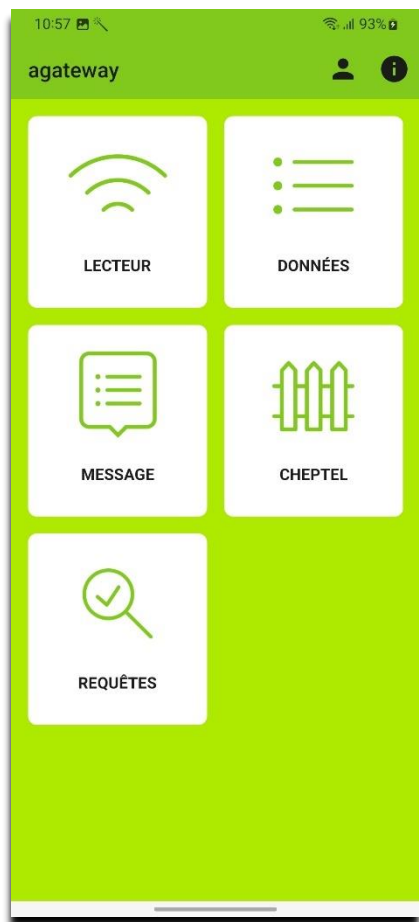 10:57 93%
agateway
LECTEUR DONNÉES
MESSAGE CHEPTEL
REQUÊTES